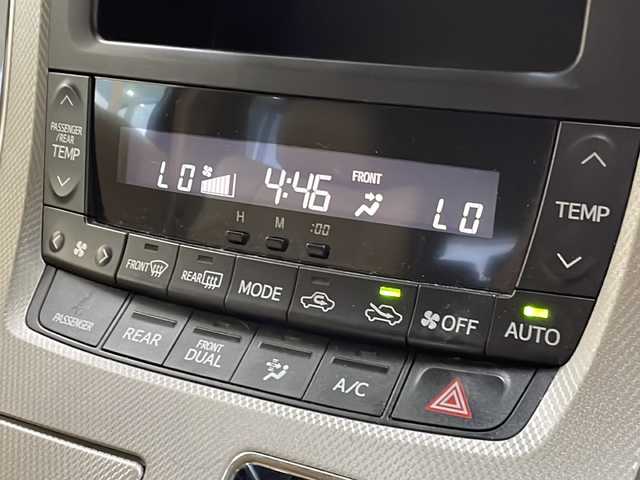 PASSENGER
/REAR
TEMP
LO 4:46 FRONT LO
H M :00
TEMP
FRONT REAR MODE OFF AUTO
PASSENGER REAR FRONT
DUAL A/C